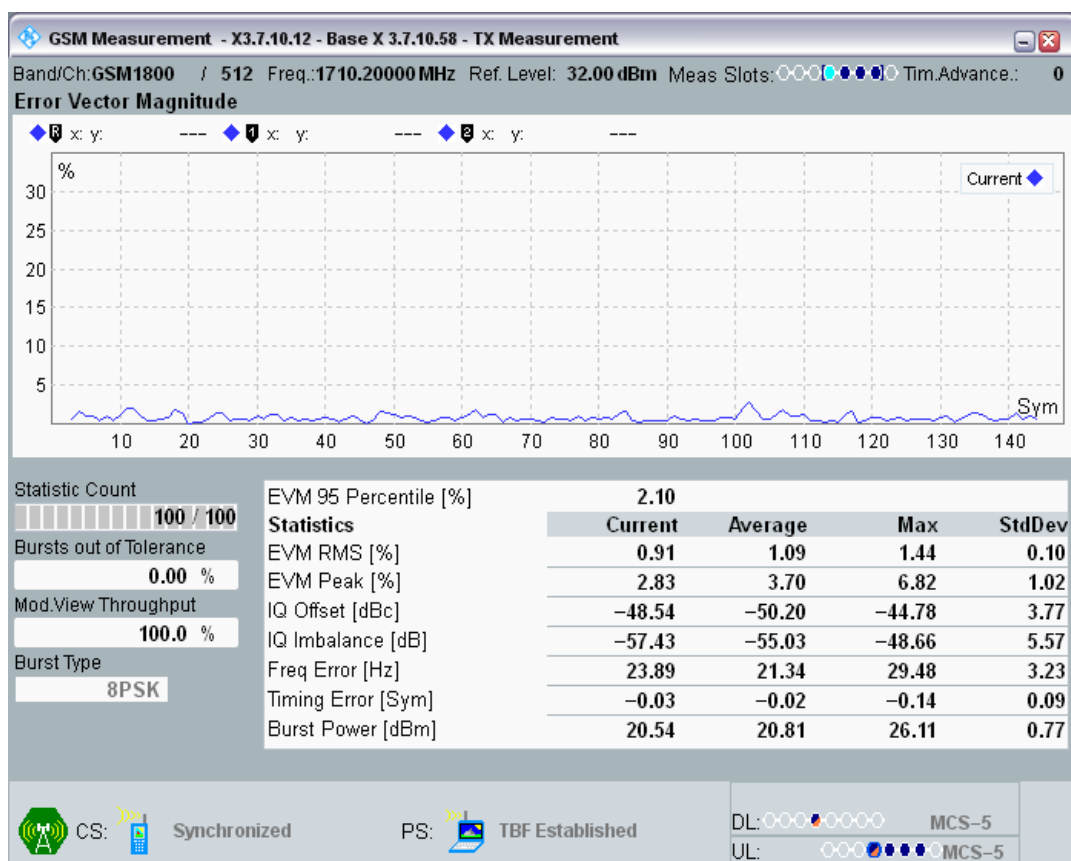 GSM Measurement - X3.7.10.12 - Base X 3.7.10.58 - TX Measurement
Band/Ch:GSM1800 / 512 Freq.:1710.20000 MHz Ref. Level: 32.00 dBm Meas Slots: Tim.Advance.: 0
Error Vector Magnitude
R x: y: --- 1 x: y: --- 2 x: y: ---
%
Current
30
25
20
15
10
5
Sym
10 20 30 40 50 60 70 80 90 100 110 120 130 140
Statistic Count
100 / 100
Bursts out of Tolerance
0.00 %
Mod.View Throughput
100.0 %
Burst Type
8PSK
EVM 95 Percentile [%] 2.10
Statistics Current Average Max StdDev
EVM RMS [%] 0.91 1.09 1.44 0.10
EVM Peak [%] 2.83 3.70 6.82 1.02
IQ Offset [dBc] −48.54 −50.20 −44.78 3.77
IQ Imbalance [dB] −57.43 −55.03 −48.66 5.57
Freq Error [Hz] 23.89 21.34 29.48 3.23
Timing Error [Sym] −0.03 −0.02 −0.14 0.09
Burst Power [dBm] 20.54 20.81 26.11 0.77
CS: Synchronized PS: TBF Established
DL: MCS−5
UL: MCS−5